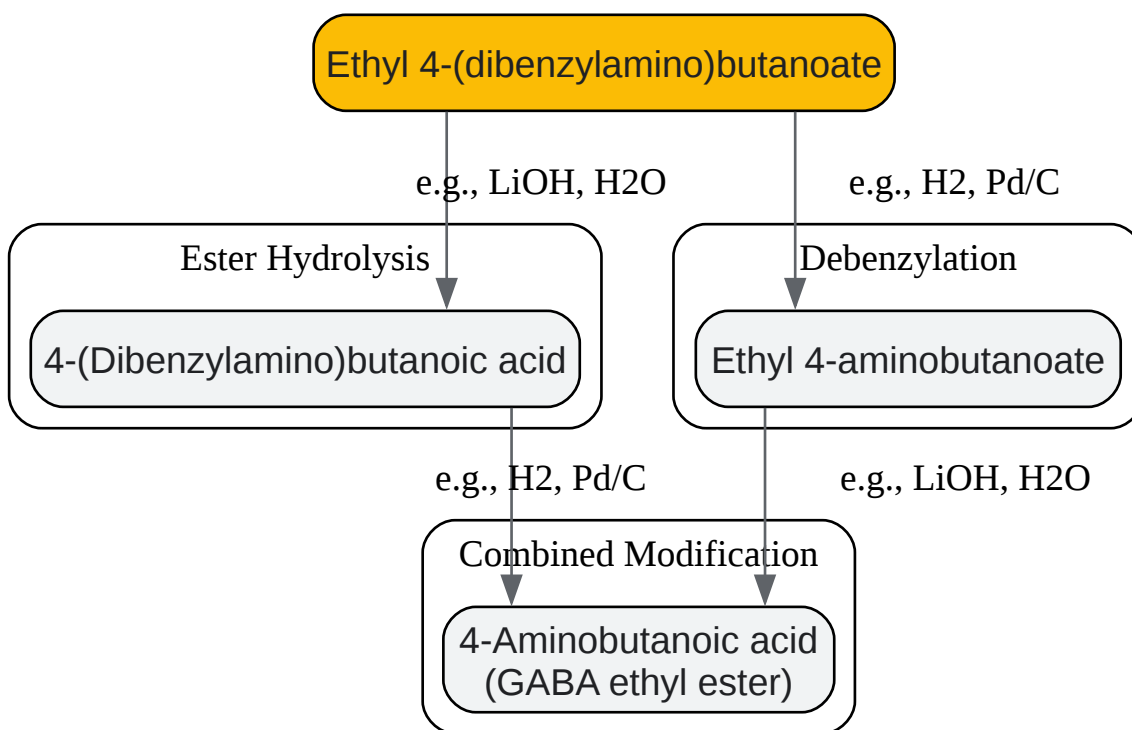 Ethyl 4-(dibenzylamino)butanoate
e.g., LiOH, H2O
e.g., H2, Pd/C
Ester Hydrolysis
Debenzylation
4-(Dibenzylamino)butanoic acid
Ethyl 4-aminobutanoate
e.g., H2, Pd/C
e.g., LiOH, H2O
Combined Modification
4-Aminobutanoic acid
(GABA ethyl ester)